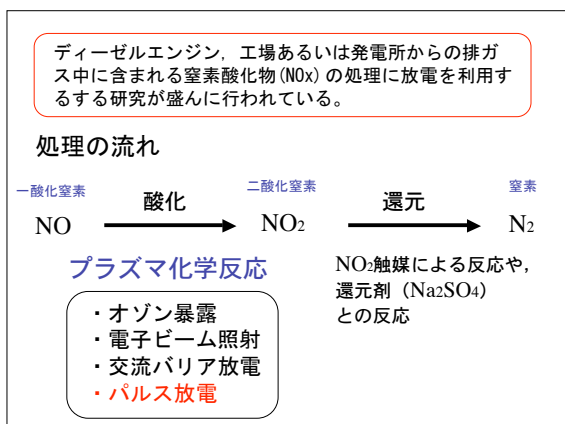 ディーゼルエンジン，工場あるいは発電所からの排ガ
ス中に含まれる窒素酸化物(NOx)の処理に放電を利用す
るする研究が盛んに行われている。
処理の流れ
一酸化窒素 二酸化窒素 窒素
酸化 還元
NO NO2 N2
プラズマ化学反応
・オゾン暴露
・電子ビーム照射
・交流バリア放電
・パルス放電
NO2触媒による反応や，
還元剤（Na2SO4）
との反応